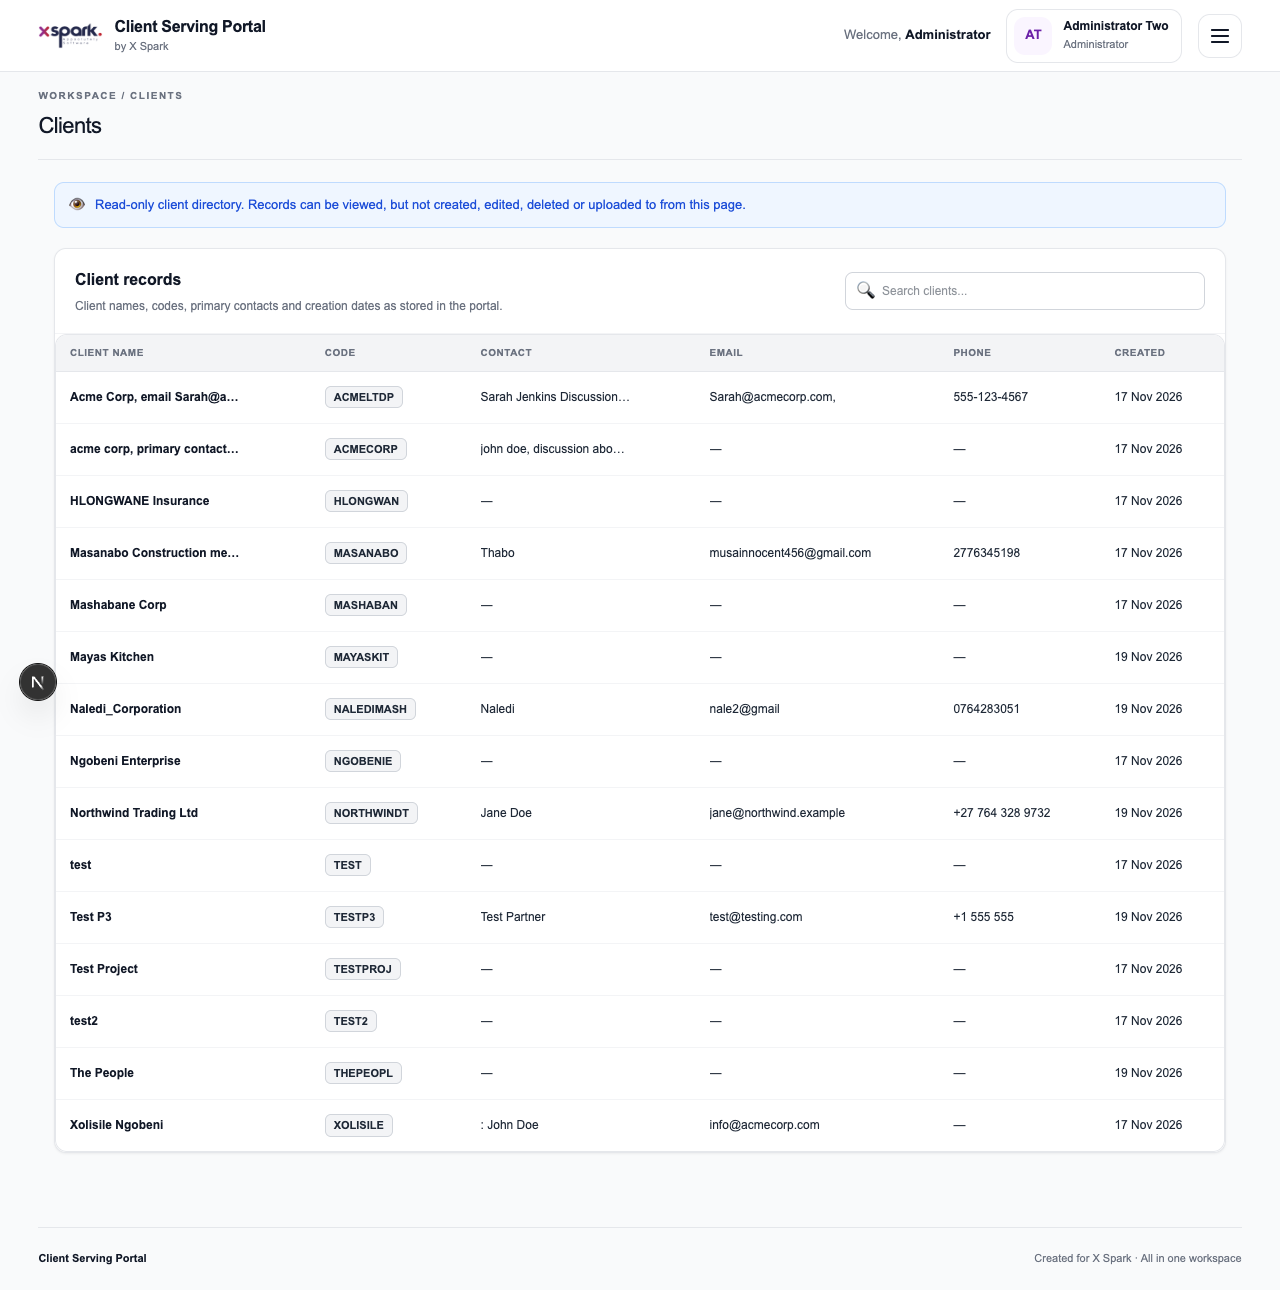 xspark.
Client Serving Portal
by X Spark
Welcome, Administrator
AT
Administrator Two
Administrator
WORKSPACE / CLIENTS
Clients
Read-only client directory. Records can be viewed, but not created, edited, deleted or uploaded to from this page.
Client records
Client names, codes, primary contacts and creation dates as stored in the portal.
Search clients...
CLIENT NAME CODE CONTACT EMAIL PHONE CREATED
Acme Corp, email Sarah@a... ACMELTDP Sarah Jenkins Discussion... Sarah@acmecorp.com, 555-123-4567 17 Nov 2026
acme corp, primary contact... ACMECORP john doe, discussion abo... — — 17 Nov 2026
HLONGWANE Insurance HLONGWAN — — — 17 Nov 2026
Masanabo Construction me... MASANABO Thabo musainnocent456@gmail.com 2776345198 17 Nov 2026
Mashabane Corp MASHABAN — — — 17 Nov 2026
Mayas Kitchen MAYASKIT — — — 19 Nov 2026
N
Naledi_Corporation NALEDIMASH Naledi nale2@gmail 0764283051 19 Nov 2026
Ngobeni Enterprise NGOBENIE — — — 17 Nov 2026
Northwind Trading Ltd NORTHWINDT Jane Doe jane@northwind.example +27 764 328 9732 19 Nov 2026
test TEST — — — 17 Nov 2026
Test P3 TESTP3 Test Partner test@testing.com +1 555 555 19 Nov 2026
Test Project TESTPROJ — — — 17 Nov 2026
test2 TEST2 — — — 17 Nov 2026
The People THEPEOPL — — — 19 Nov 2026
Xolisile Ngobeni XOLISILE : John Doe info@acmecorp.com — 17 Nov 2026
Client Serving Portal
Created for X Spark · All in one workspace